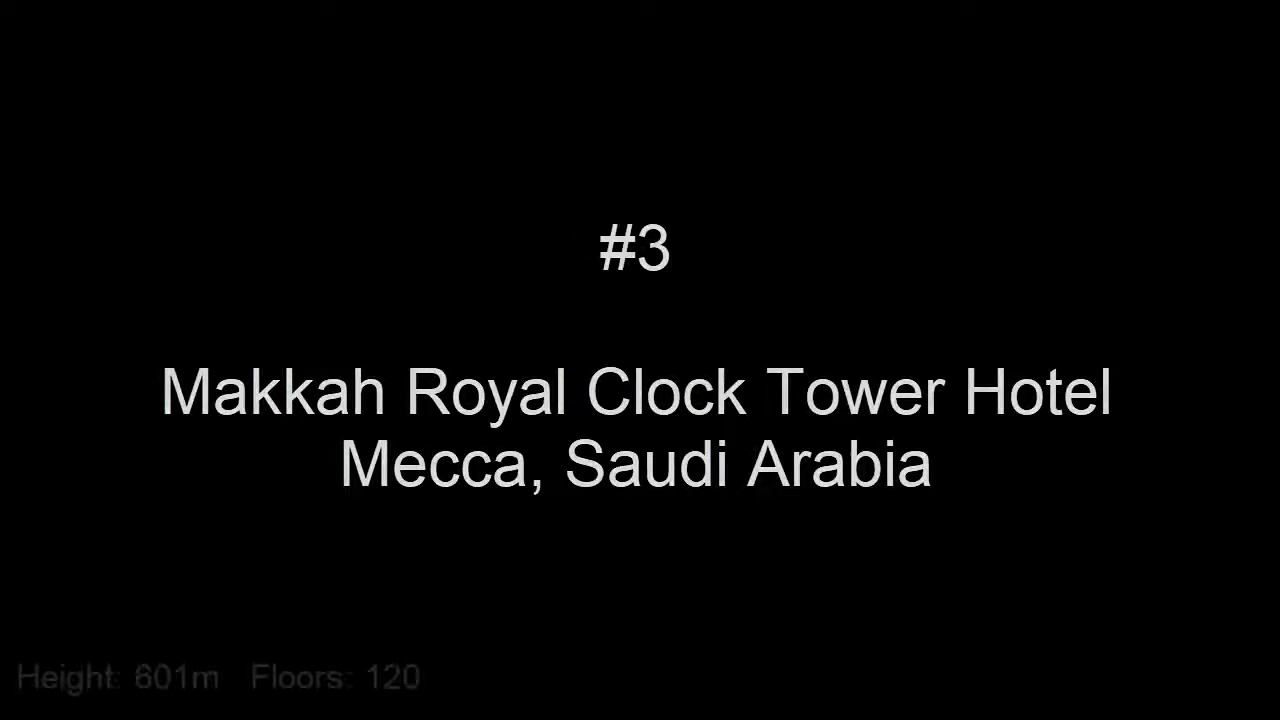 #3
Makkah Royal Clock Tower Hotel
Mecca, Saudi Arabia
Height: 601m Floors: 120